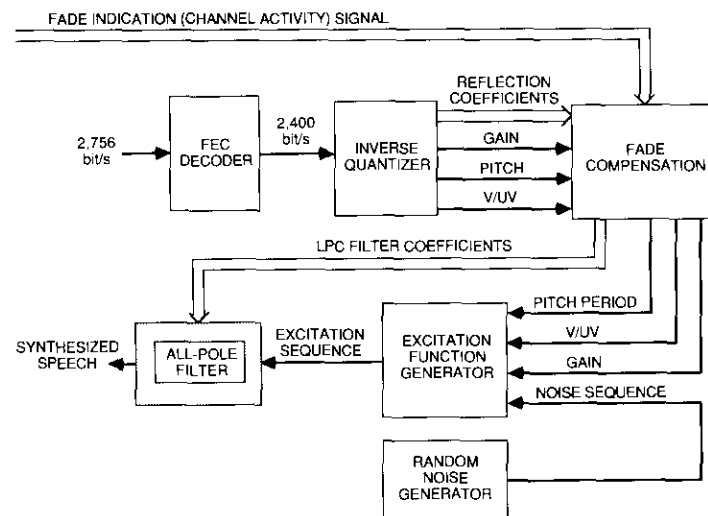 FADE INDICATION (CHANNEL ACTIVITY) SIGNAL
REFLECTION
COEFFICIENTS
2,756
bit/s
FEC
DECODER
2,400
bit/s
INVERSE
QUANTIZER
GAIN
PITCH
V/UV
FADE
COMPENSATION
LPC FILTER COEFFICIENTS
PITCH PERIOD
V/UV
GAIN
NOISE SEQUENCE
SYNTHESIZED
SPEECH
ALL-POLE
FILTER
EXCITATION
SEQUENCE
EXCITATION
FUNCTION
GENERATOR
RANDOM
NOISE
GENERATOR